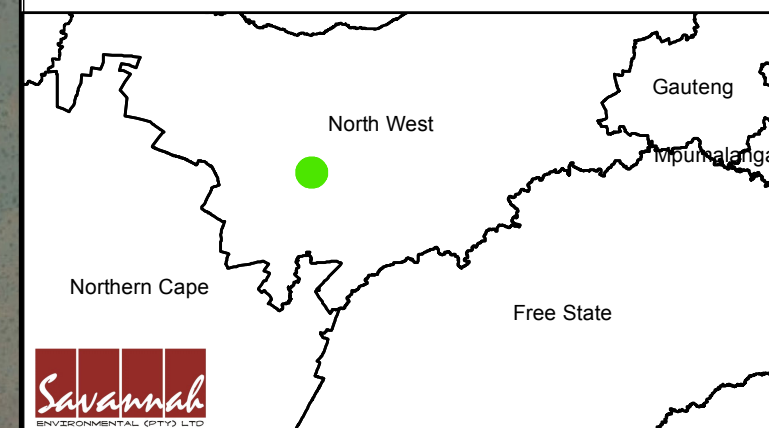 Gauteng
North West
Mpumalanga
Northern Cape
Free State
Savannah
ENVIRONMENTAL (PTY) LTD